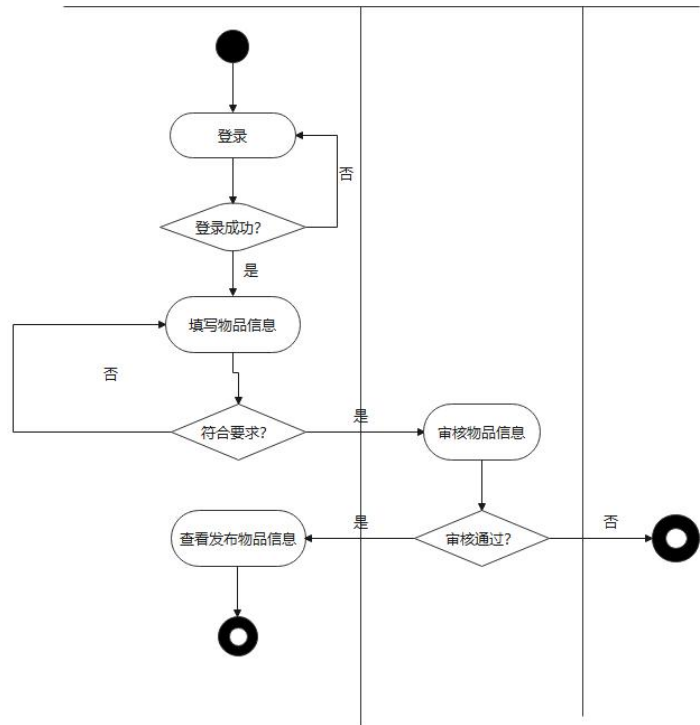 登录
否
登录成功?
是
填写物品信息
否
符合要求?
是
审核物品信息
查看发布物品信息
是
审核通过?
否